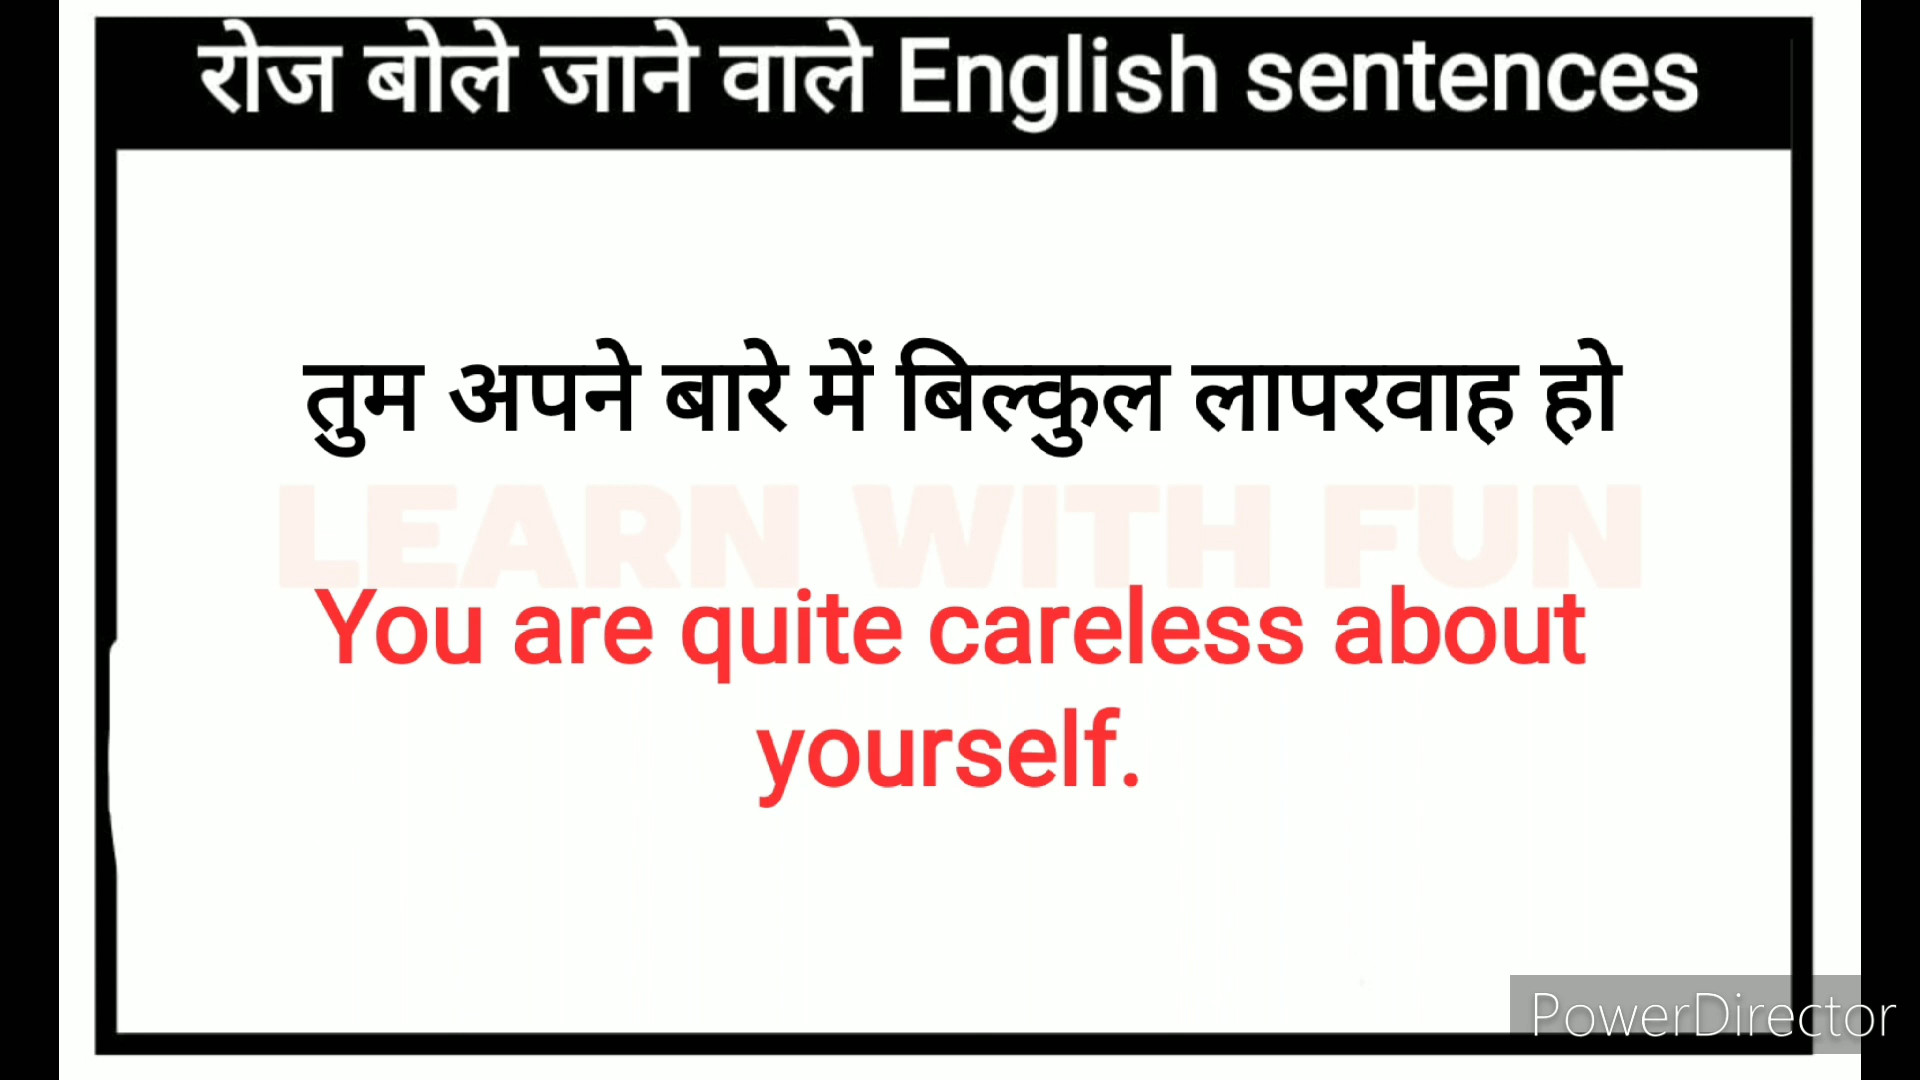 रोज बोले जाने वाले English sentences
तुम अपने बारे में बिल्कुल लापरवाह हो
LEARN WITH FUN
You are quite careless about
yourself.
PowerDirector